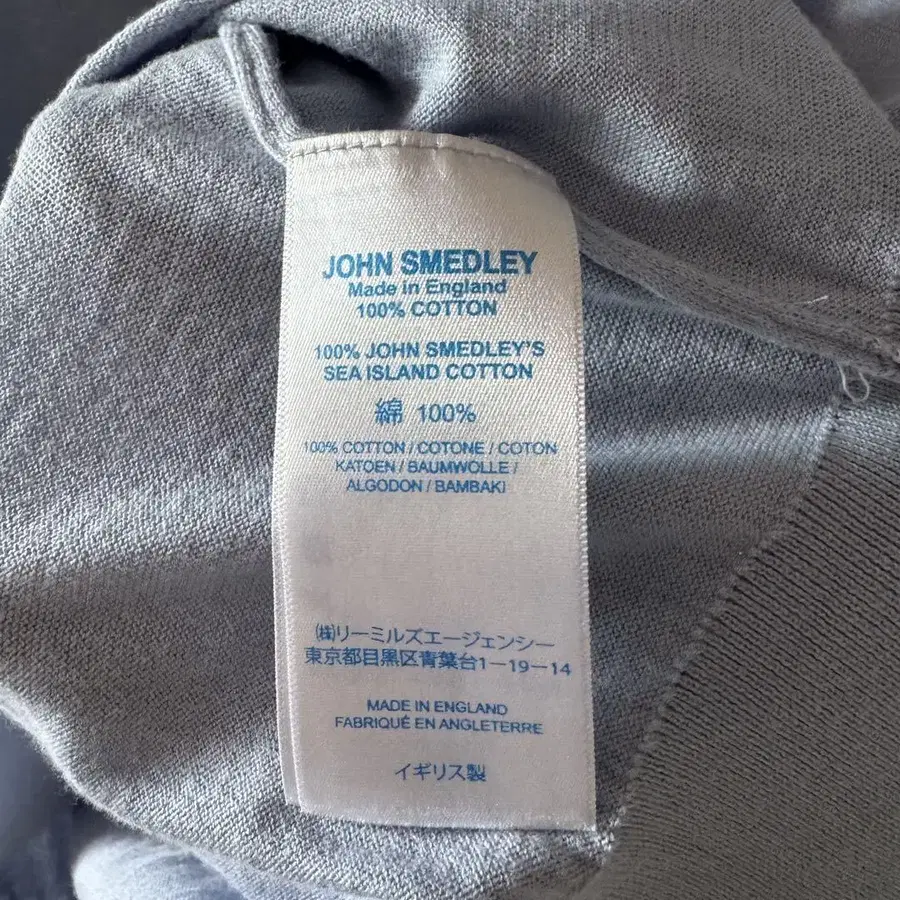 JOHN SMEDLEY
Made in England
100% COTTON
100% JOHN SMEDLEY'S
SEA ISLAND COTTON
綿 100%
100% COTTON / COTONE / COTON
KATOEN / BAUMWOLLE /
ALGODON / BAMBAKI
㈱リーミルズエージェンシー
東京都目黒区青葉台1-19-14
MADE IN ENGLAND
FABRIQUÉ EN ANGLETERRE
イギリス製